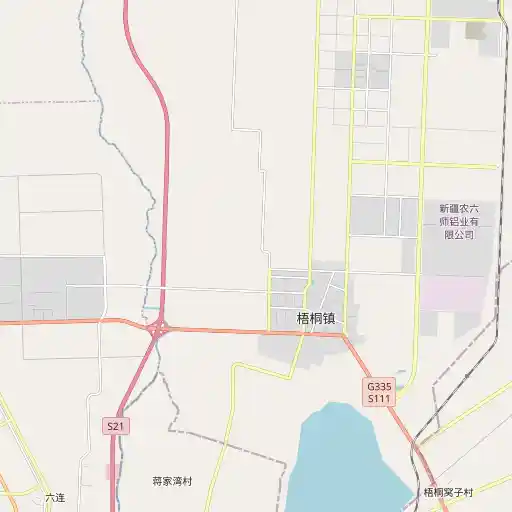 新疆农六
师铝业有
限公司
梧桐镇
G335
S111
S21
蒋家湾村
六连
梧桐窝子村